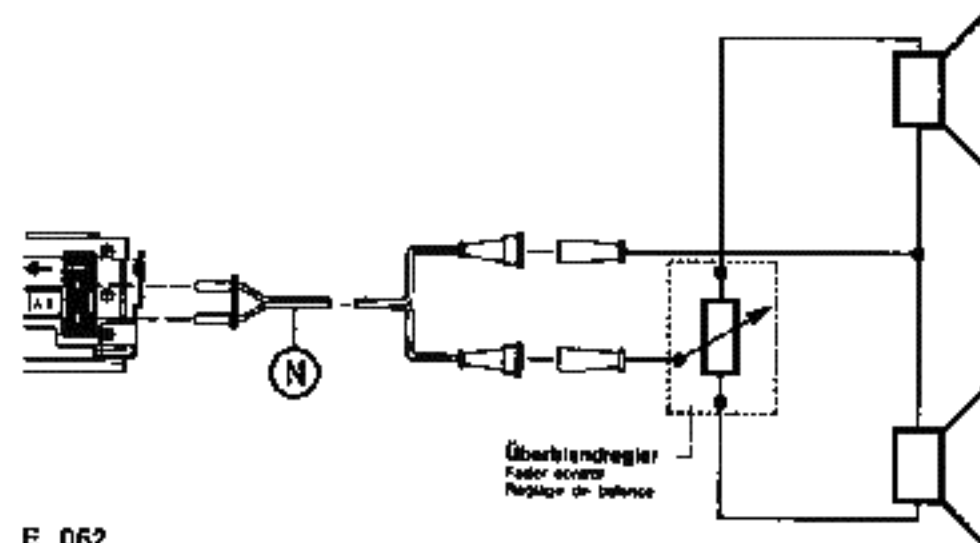 N
Überblendregler
Fader control
Réglage de balance
E 062